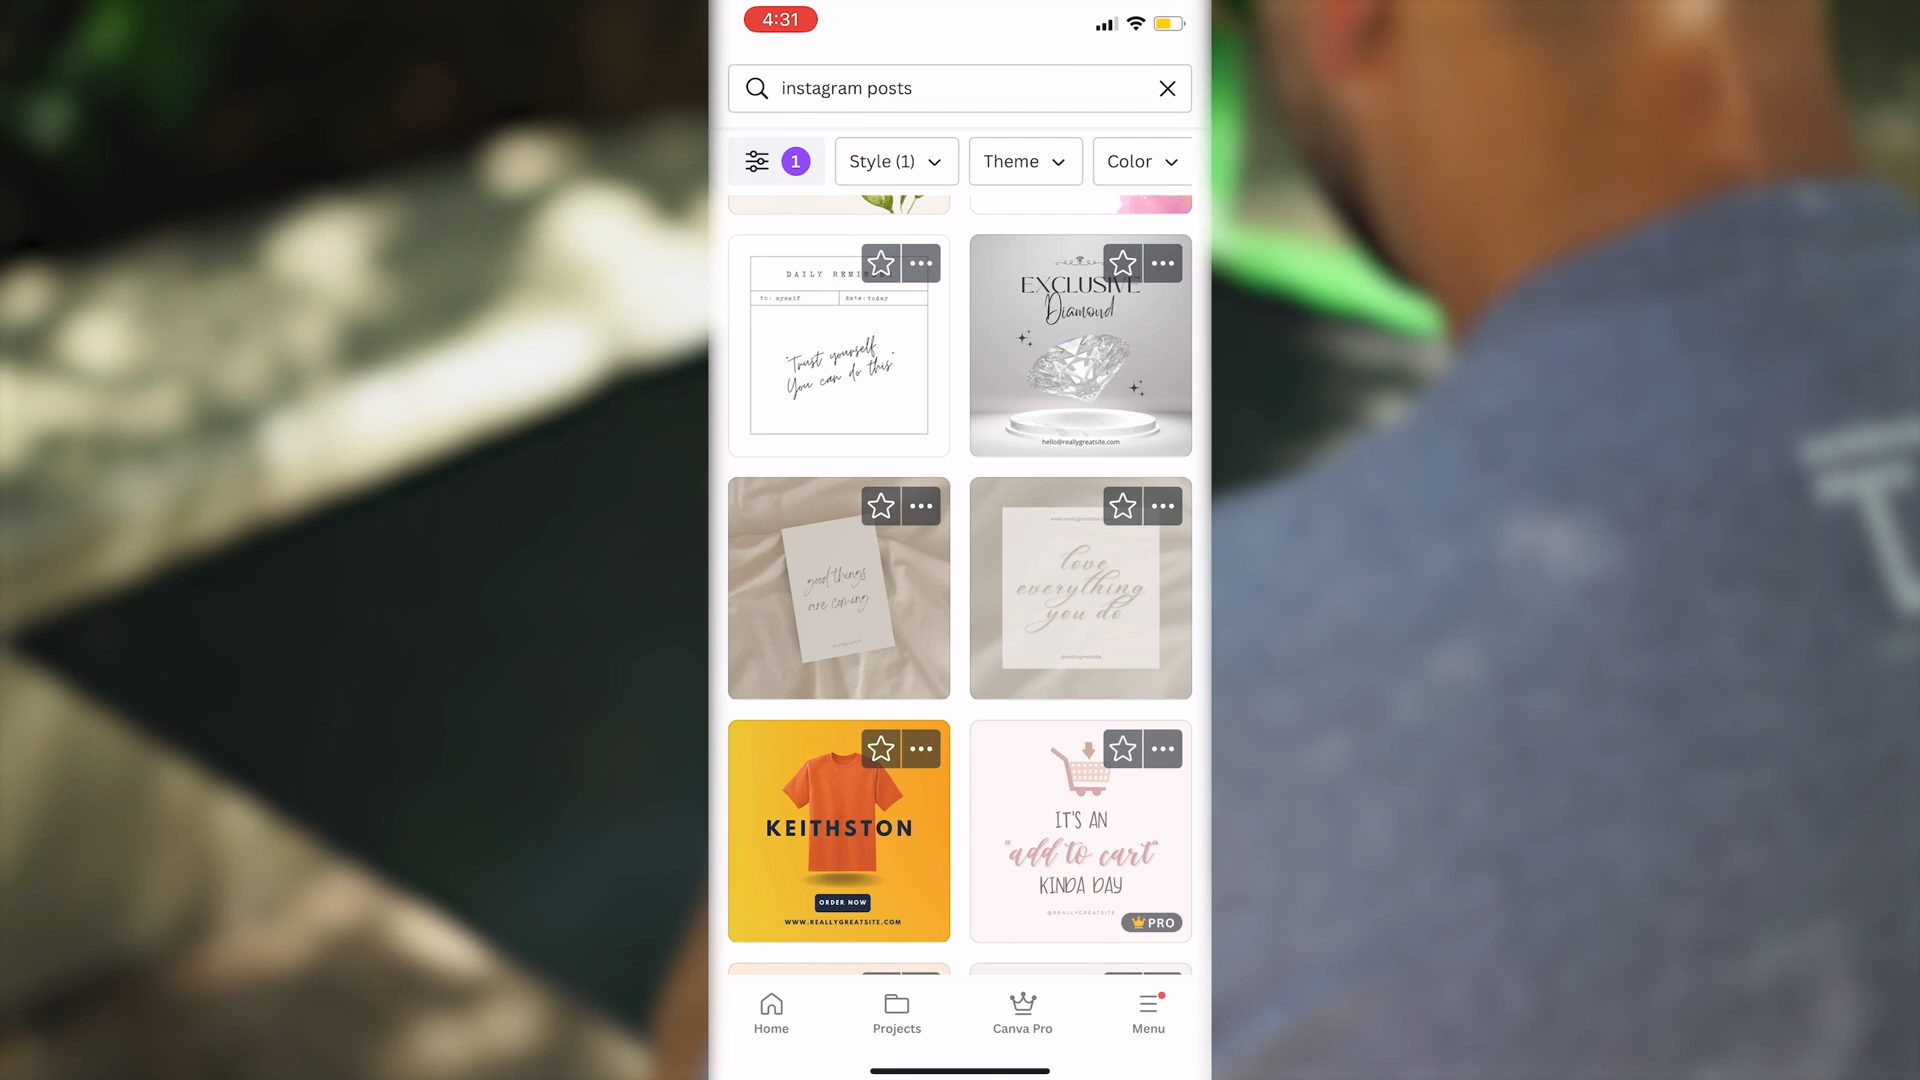 4:31
instagram posts
1
Style (1)
Theme
Color
DAILY
to: myself
date: today
"Trust yourself.
You can do this."
EXCLUSIVE
Diamond
hello@reallygreatsite.com
good things
are coming
love
everything
you do
@reallygreatsite
KEITHSTON
ORDER NOW
WWW.REALLYGREATSITE.COM
IT'S AN
"add to cart"
KINDA DAY
@REALLYGREATSITE
PRO
Home
Projects
Canva Pro
Menu